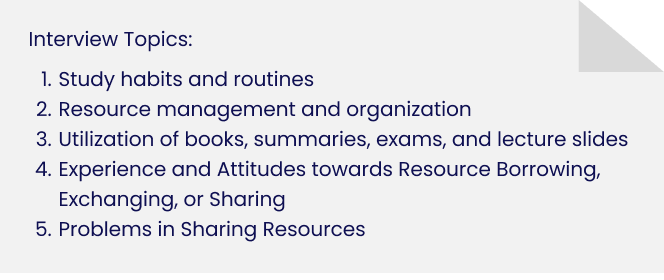 Interview Topics:
1. Study habits and routines
2. Resource management and organization
3. Utilization of books, summaries, exams, and lecture slides
4. Experience and Attitudes towards Resource Borrowing,
Exchanging, or Sharing
5. Problems in Sharing Resources